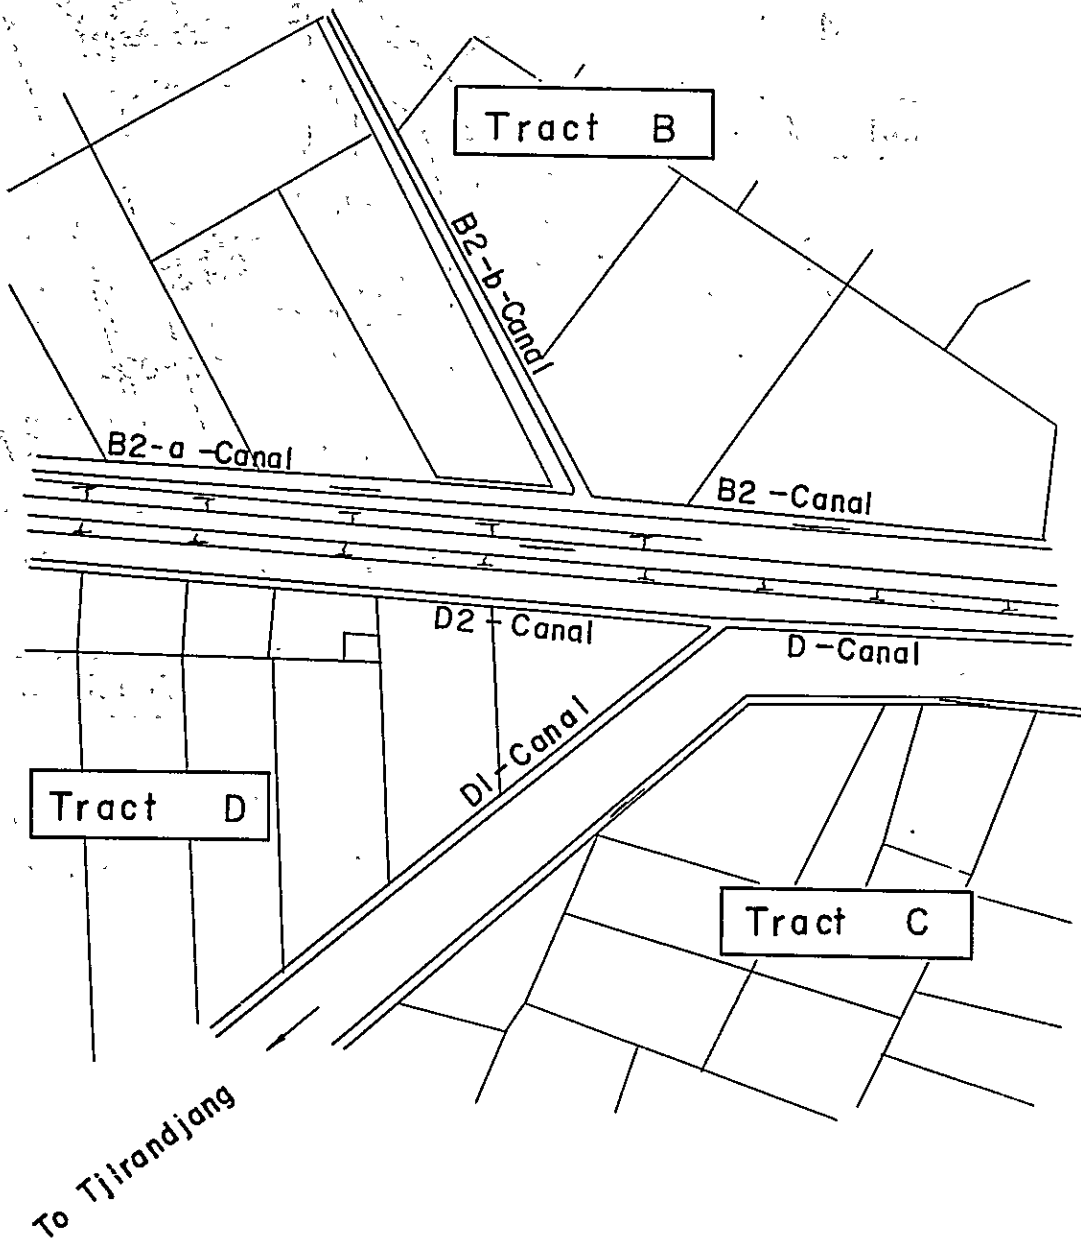 Tract B
B2-b-Canal
B2-a-Canal
B2-Canal
D2-Canal
D-Canal
D1-Canal
Tract D
Tract C
To Tjirandjang